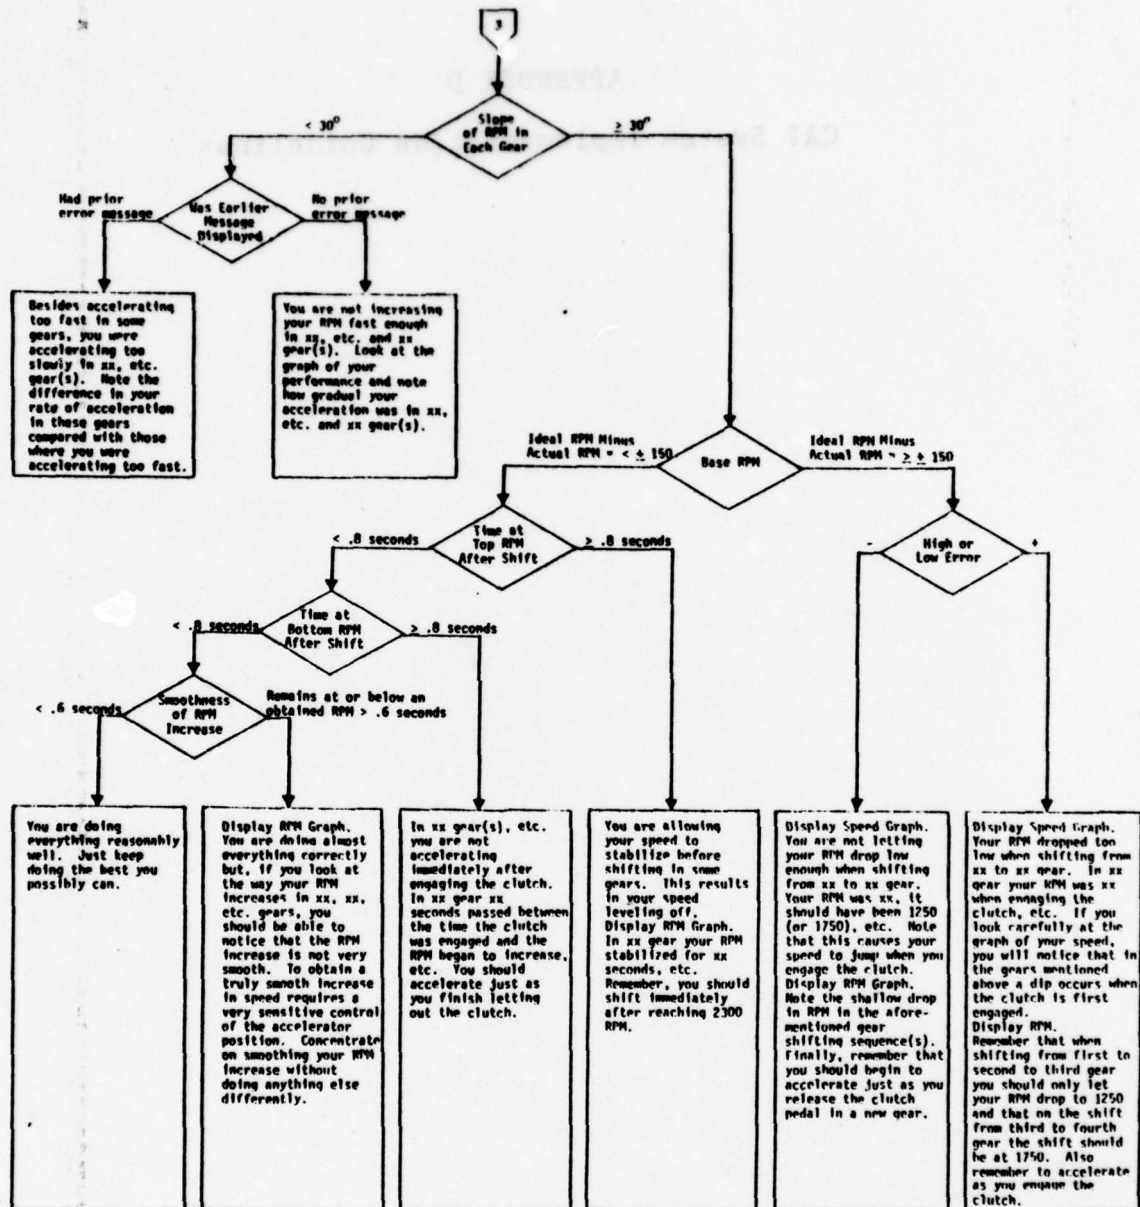 3
Slope
of RPM in
Each Gear
< 30°
≥ 30°
Had prior
error message
Was Earlier
Message
Displayed
No prior
error message
Besides accelerating
too fast in some
gears, you were
accelerating too
slowly in xx, etc.
gear(s). Note the
difference in your
rate of acceleration
in these gears
compared with those
where you were
accelerating too fast.
You are not increasing
your RPM fast enough
in xx, etc. and xx
gear(s). Look at the
graph of your
performance and note
how gradual your
acceleration was in xx,
etc. and xx gear(s).
Ideal RPM Minus
Actual RPM = < ± 150
Base RPM
Ideal RPM Minus
Actual RPM = ≥ ± 150
< .8 seconds
Time at
Top RPM
After Shift
≥ .8 seconds
-
High or
Low Error
+
< .8 seconds
Time at
Bottom RPM
After Shift
> .8 seconds
< .6 seconds
Smoothness
of RPM
Increase
Remains at or below an
obtained RPM > .6 seconds
You are doing
everything reasonably
well. Just keep
doing the best you
possibly can.
Display RPM Graph.
You are doing almost
everything correctly
but, if you look at
the way your RPM
increases in xx, xx,
etc. gears, you
should be able to
notice that the RPM
increase is not very
smooth. To obtain a
truly smooth increase
in speed requires a
very sensitive control
of the accelerator
position. Concentrate
on smoothing your RPM
increase without
doing anything else
differently.
In xx gear(s), etc.
you are not
accelerating
immediately after
engaging the clutch.
In xx gear xx
seconds passed between
the time the clutch
was engaged and the
RPM began to increase,
etc. You should
accelerate just as
you finish letting
out the clutch.
You are allowing
your speed to
stabilize before
shifting in some
gears. This results
in your speed
leveling off.
Display RPM Graph.
In xx gear your RPM
stabilized for xx
seconds, etc.
Remember, you should
shift immediately
after reaching 2300
RPM.
Display Speed Graph.
You are not letting
your RPM drop low
enough when shifting
from xx to xx gear.
Your RPM was xx, it
should have been 1250
(or 1750), etc. Note
that this causes your
speed to jump when you
engage the clutch.
Display RPM Graph.
Note the shallow drop
in RPM in the afore-
mentioned gear
shifting sequence(s).
Finally, remember that
you should begin to
accelerate just as you
release the clutch
pedal in a new gear.
Display Speed Graph.
Your RPM dropped too
low when shifting from
xx to xx gear. In xx
gear your RPM was xx
when engaging the
clutch, etc. If you
look carefully at the
graph of your speed,
you will notice that in
the gears mentioned
above a dip occurs when
the clutch is first
engaged.
Display RPM.
Remember that when
shifting from first to
second to third gear
you should only let
your RPM drop to 1250
and that on the shift
from third to fourth
gear the shift should
be at 1750. Also
remember to accelerate
as you engage the
clutch.